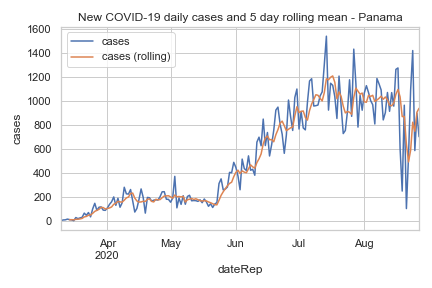 New COVID-19 daily cases and 5 day rolling mean - Panama
cases
cases (rolling)
1600
1400
1200
1000
800
600
400
200
0
cases
Apr
2020
May
Jun
Jul
Aug
dateRep